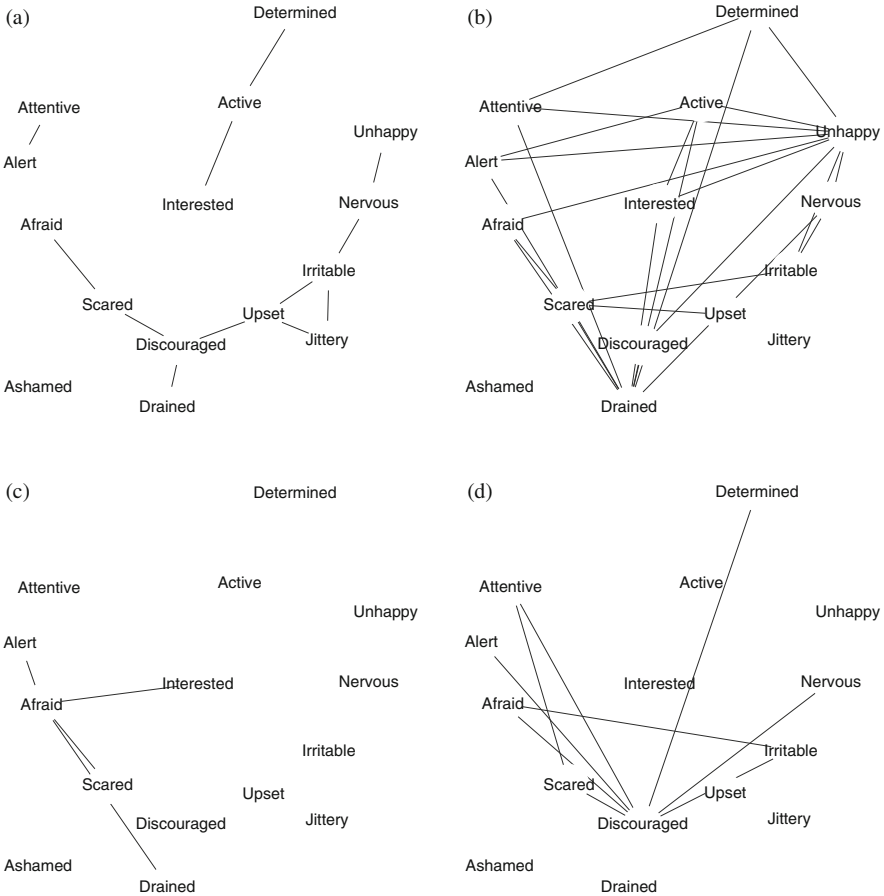 (a)
Determined
Attentive
Active
Unhappy
Alert
Interested
Nervous
Afraid
Irritable
Scared
Upset
Discouraged
Jittery
Ashamed
Drained
(b)
Determined
Attentive
Active
Unhappy
Alert
Interested
Nervous
Afraid
Irritable
Scared
Upset
Discouraged
Jittery
Ashamed
Drained
(c)
Determined
Attentive
Active
Unhappy
Alert
Interested
Nervous
Afraid
Irritable
Scared
Upset
Discouraged
Jittery
Ashamed
Drained
(d)
Determined
Attentive
Active
Unhappy
Alert
Interested
Nervous
Afraid
Irritable
Scared
Upset
Discouraged
Jittery
Ashamed
Drained